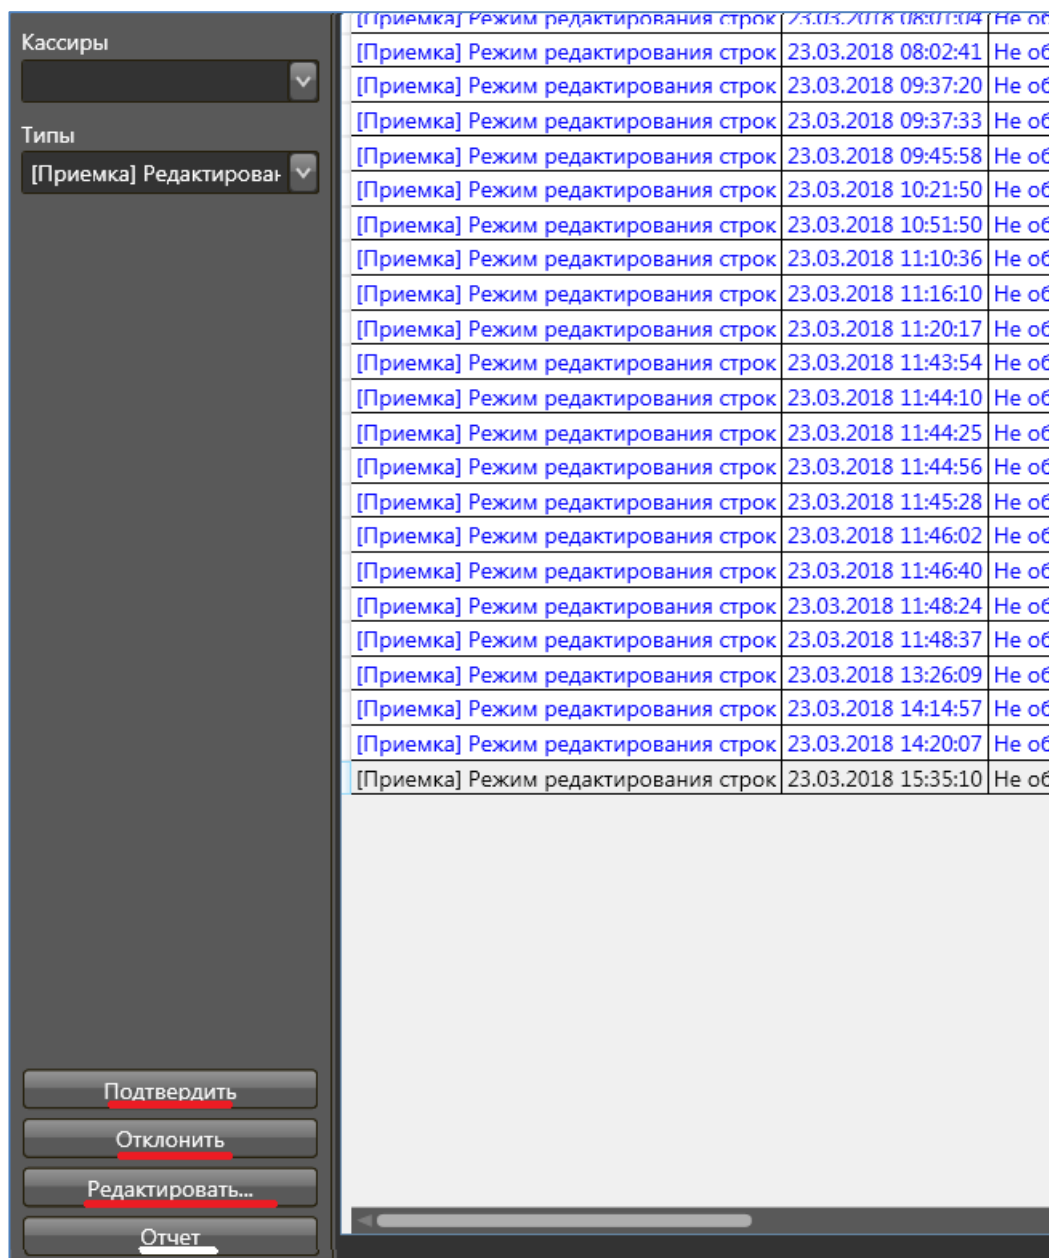 Кассиры
Типы
[Приемка] Редактирован
[Приемка] Режим редактирования строк 23.03.2018 08:01:04 Не об
[Приемка] Режим редактирования строк 23.03.2018 08:02:41 Не об
[Приемка] Режим редактирования строк 23.03.2018 09:37:20 Не об
[Приемка] Режим редактирования строк 23.03.2018 09:37:33 Не об
[Приемка] Режим редактирования строк 23.03.2018 09:45:58 Не об
[Приемка] Режим редактирования строк 23.03.2018 10:21:50 Не об
[Приемка] Режим редактирования строк 23.03.2018 10:51:50 Не об
[Приемка] Режим редактирования строк 23.03.2018 11:10:36 Не об
[Приемка] Режим редактирования строк 23.03.2018 11:16:10 Не об
[Приемка] Режим редактирования строк 23.03.2018 11:20:17 Не об
[Приемка] Режим редактирования строк 23.03.2018 11:43:54 Не об
[Приемка] Режим редактирования строк 23.03.2018 11:44:10 Не об
[Приемка] Режим редактирования строк 23.03.2018 11:44:25 Не об
[Приемка] Режим редактирования строк 23.03.2018 11:44:56 Не об
[Приемка] Режим редактирования строк 23.03.2018 11:45:28 Не об
[Приемка] Режим редактирования строк 23.03.2018 11:46:02 Не об
[Приемка] Режим редактирования строк 23.03.2018 11:46:40 Не об
[Приемка] Режим редактирования строк 23.03.2018 11:48:24 Не об
[Приемка] Режим редактирования строк 23.03.2018 11:48:37 Не об
[Приемка] Режим редактирования строк 23.03.2018 13:26:09 Не об
[Приемка] Режим редактирования строк 23.03.2018 14:14:57 Не об
[Приемка] Режим редактирования строк 23.03.2018 14:20:07 Не об
[Приемка] Режим редактирования строк 23.03.2018 15:35:10 Не об
Подтвердить
Отклонить
Редактировать...
Отчет